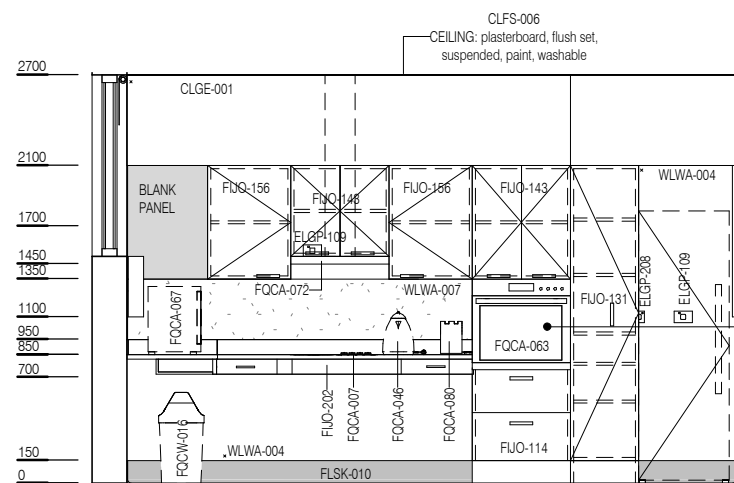 CLFS-006
CEILING: plasterboard, flush set,
suspended, paint, washable
2700
CLGE-001
2100
BLANK
PANEL
FIJO-156
FIJO-148
FIJO-156
FIJO-143
WLWA-004
1700
ELGP-109
1450
1350
FQCA-072
WLWA-007
FIJO-131
ELGP-208
ELGP-109
FQCA-067
1100
950
850
700
FQCA-063
FIJO-202
FQCA-007
FQCA-046
FQCA-080
FQCW-016
WLWA-004
FIJO-114
150
FLSK-010
0